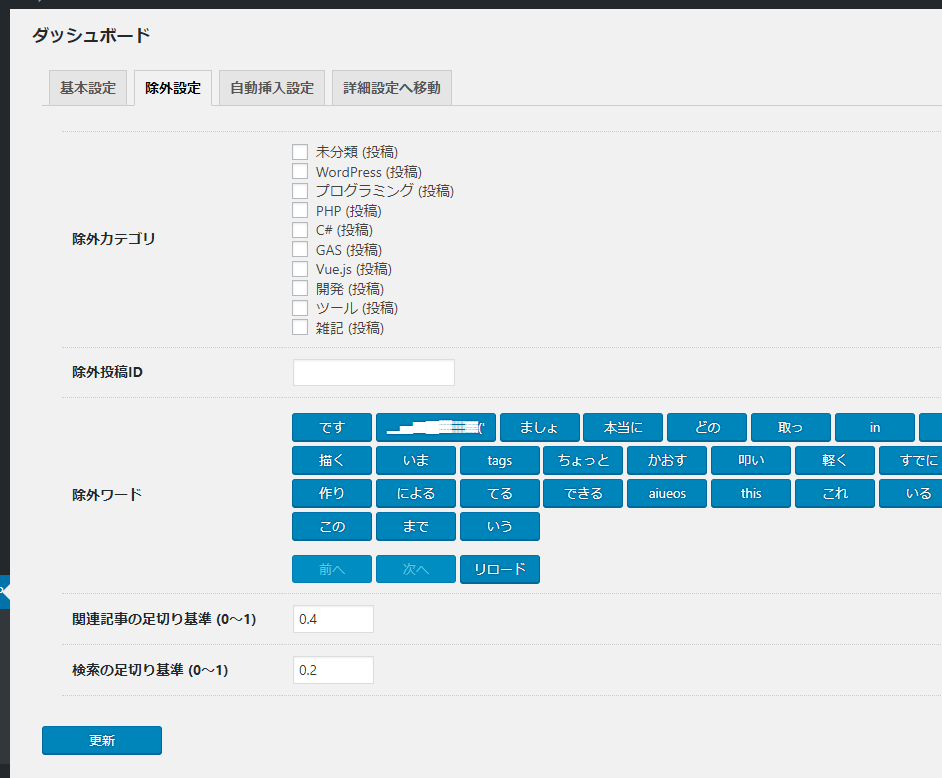 ダッシュボード
基本設定 除外設定 自動挿入設定 詳細設定へ移動
除外カテゴリ
未分類 (投稿)
WordPress (投稿)
プログラミング (投稿)
PHP (投稿)
C# (投稿)
GAS (投稿)
Vue.js (投稿)
開発 (投稿)
ツール (投稿)
雑記 (投稿)
除外投稿ID
除外ワード
です ましょ 本当に どの 取っ in
描く いま tags ちょっと かおす 叩い 軽く すでに
作り による てる できる aiueos this これ いる
この まで いう
前へ 次へ リロード
関連記事の足切り基準 (0～1) 0.4
検索の足切り基準 (0～1) 0.2
更新